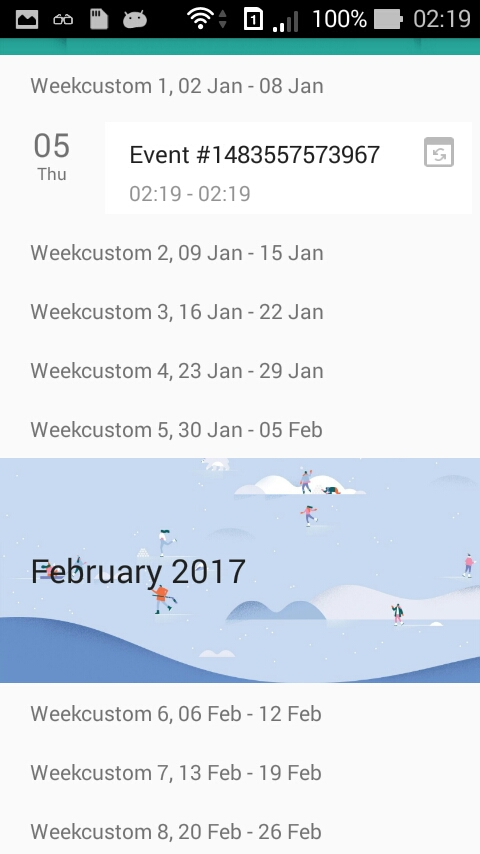 1 100% 02:19
Weekcustom 1, 02 Jan - 08 Jan
05
Thu
Event #1483557573967
02:19 - 02:19
Weekcustom 2, 09 Jan - 15 Jan
Weekcustom 3, 16 Jan - 22 Jan
Weekcustom 4, 23 Jan - 29 Jan
Weekcustom 5, 30 Jan - 05 Feb
February 2017
Weekcustom 6, 06 Feb - 12 Feb
Weekcustom 7, 13 Feb - 19 Feb
Weekcustom 8, 20 Feb - 26 Feb